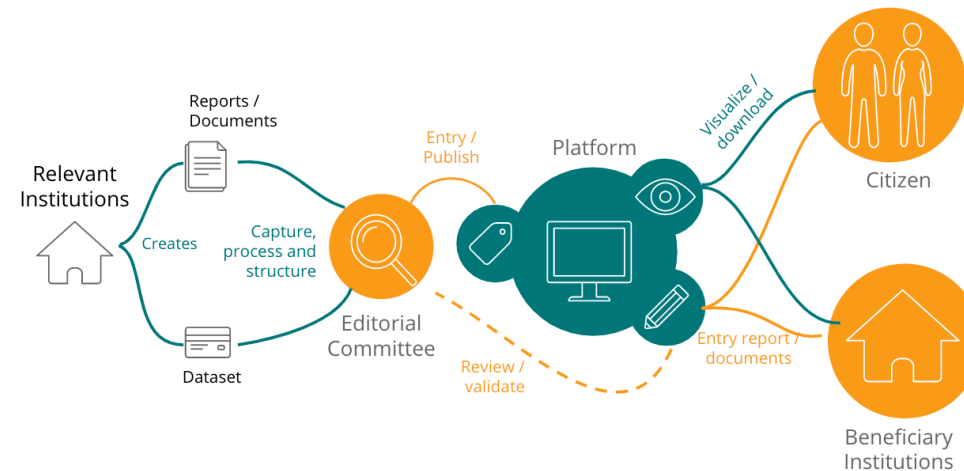 Reports /
Documents
Relevant
Institutions
Creates
Capture,
process and
structure
Dataset
Entry /
Publish
Editorial
Committee
Review /
validate
Platform
Visualize /
download
Entry report /
documents
Citizen
Beneficiary
Institutions